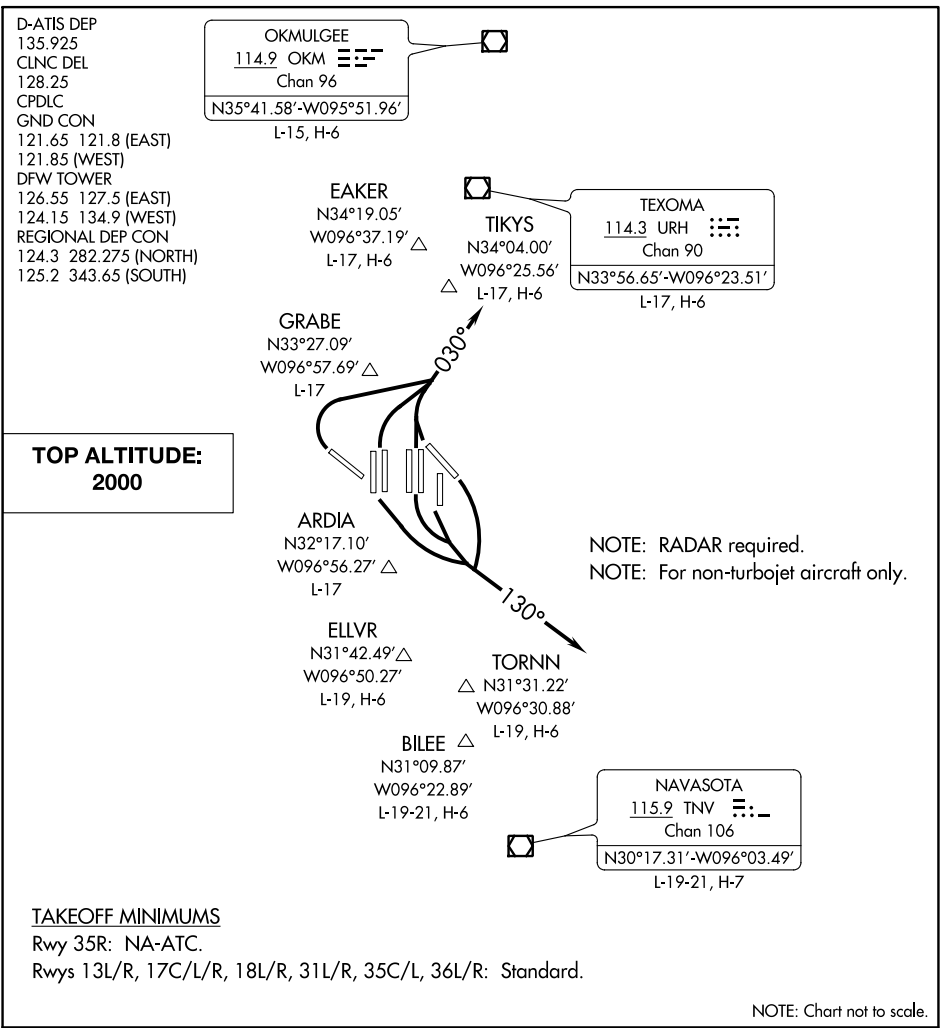 D-ATIS DEP
135.925
CLNC DEL
128.25
CPDLC
GND CON
121.65 121.8 (EAST)
121.85 (WEST)
DFW TOWER
126.55 127.5 (EAST)
124.15 134.9 (WEST)
REGIONAL DEP CON
124.3 282.275 (NORTH)
125.2 343.65 (SOUTH)
OKMULGEE
114.9 OKM
Chan 96
N35°41.58′-W095°51.96′
L-15, H-6
EAKER
N34°19.05′
W096°37.19′
L-17, H-6
TIKYS
N34°04.00′
W096°25.56′
L-17, H-6
TEXOMA
114.3 URH
Chan 90
N33°56.65′-W096°23.51′
L-17, H-6
GRABE
N33°27.09′
W096°57.69′
L-17
030°
TOP ALTITUDE:
2000
ARDIA
N32°17.10′
W096°56.27′
L-17
NOTE: RADAR required.
NOTE: For non-turbojet aircraft only.
130°
ELLVR
N31°42.49′
W096°50.27′
L-19, H-6
TORNN
N31°31.22′
W096°30.88′
L-19, H-6
BILEE
N31°09.87′
W096°22.89′
L-19-21, H-6
NAVASOTA
115.9 TNV
Chan 106
N30°17.31′-W096°03.49′
L-19-21, H-7
TAKEOFF MINIMUMS
Rwy 35R: NA-ATC.
Rwys 13L/R, 17C/L/R, 18L/R, 31L/R, 35C/L, 36L/R: Standard.
NOTE: Chart not to scale.